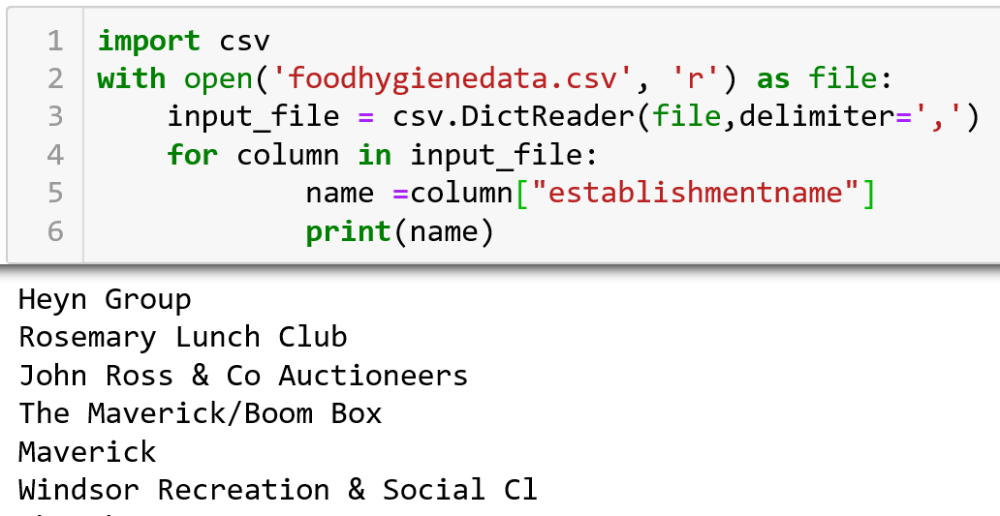 1 import csv
2 with open('foodhygienedata.csv', 'r') as file:
3     input_file = csv.DictReader(file,delimiter=',')
4     for column in input_file:
5             name =column["establishmentname"]
6             print(name)
Heyn Group
Rosemary Lunch Club
John Ross & Co Auctioneers
The Maverick/Boom Box
Maverick
Windsor Recreation & Social Cl